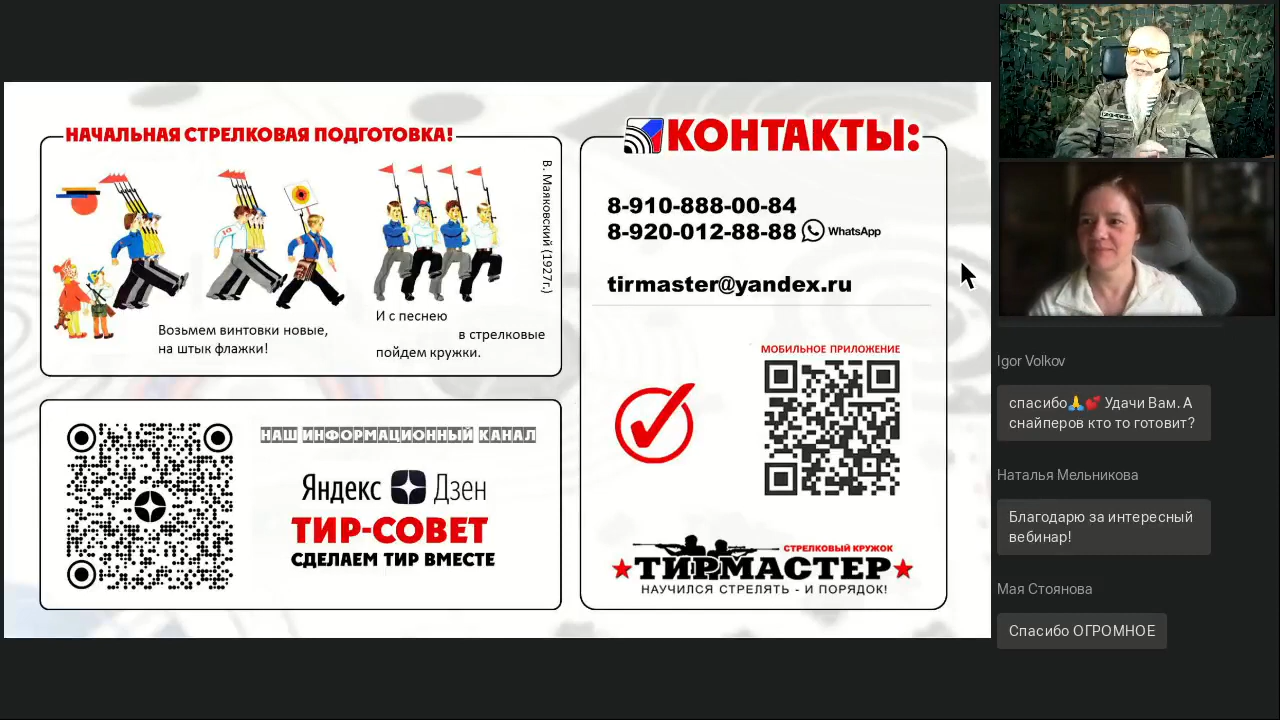 НАЧАЛЬНАЯ СТРЕЛКОВАЯ ПОДГОТОВКА!
В. Маяковский (1927г.)
Возьмем винтовки новые,
на штык флажки!
И с песнею
в стрелковые
пойдем кружки.
НАШ ИНФОРМАЦИОННЫЙ КАНАЛ
Яндекс Дзен
ТИР-СОВЕТ
СДЕЛАЕМ ТИР ВМЕСТЕ
КОНТАКТЫ:
8-910-888-00-84
8-920-012-88-88 WhatsApp
tirmaster@yandex.ru
МОБИЛЬНОЕ ПРИЛОЖЕНИЕ
СТРЕЛКОВЫЙ КРУЖОК
ТИРМАСТЕР
НАУЧИЛСЯ СТРЕЛЯТЬ - И ПОРЯДОК!
Igor Volkov
спасибо🙏💕 Удачи Вам. А
снайперов кто то готовит?
Наталья Мельникова
Благодарю за интересный
вебинар!
Мая Стоянова
Спасибо ОГРОМНОЕ